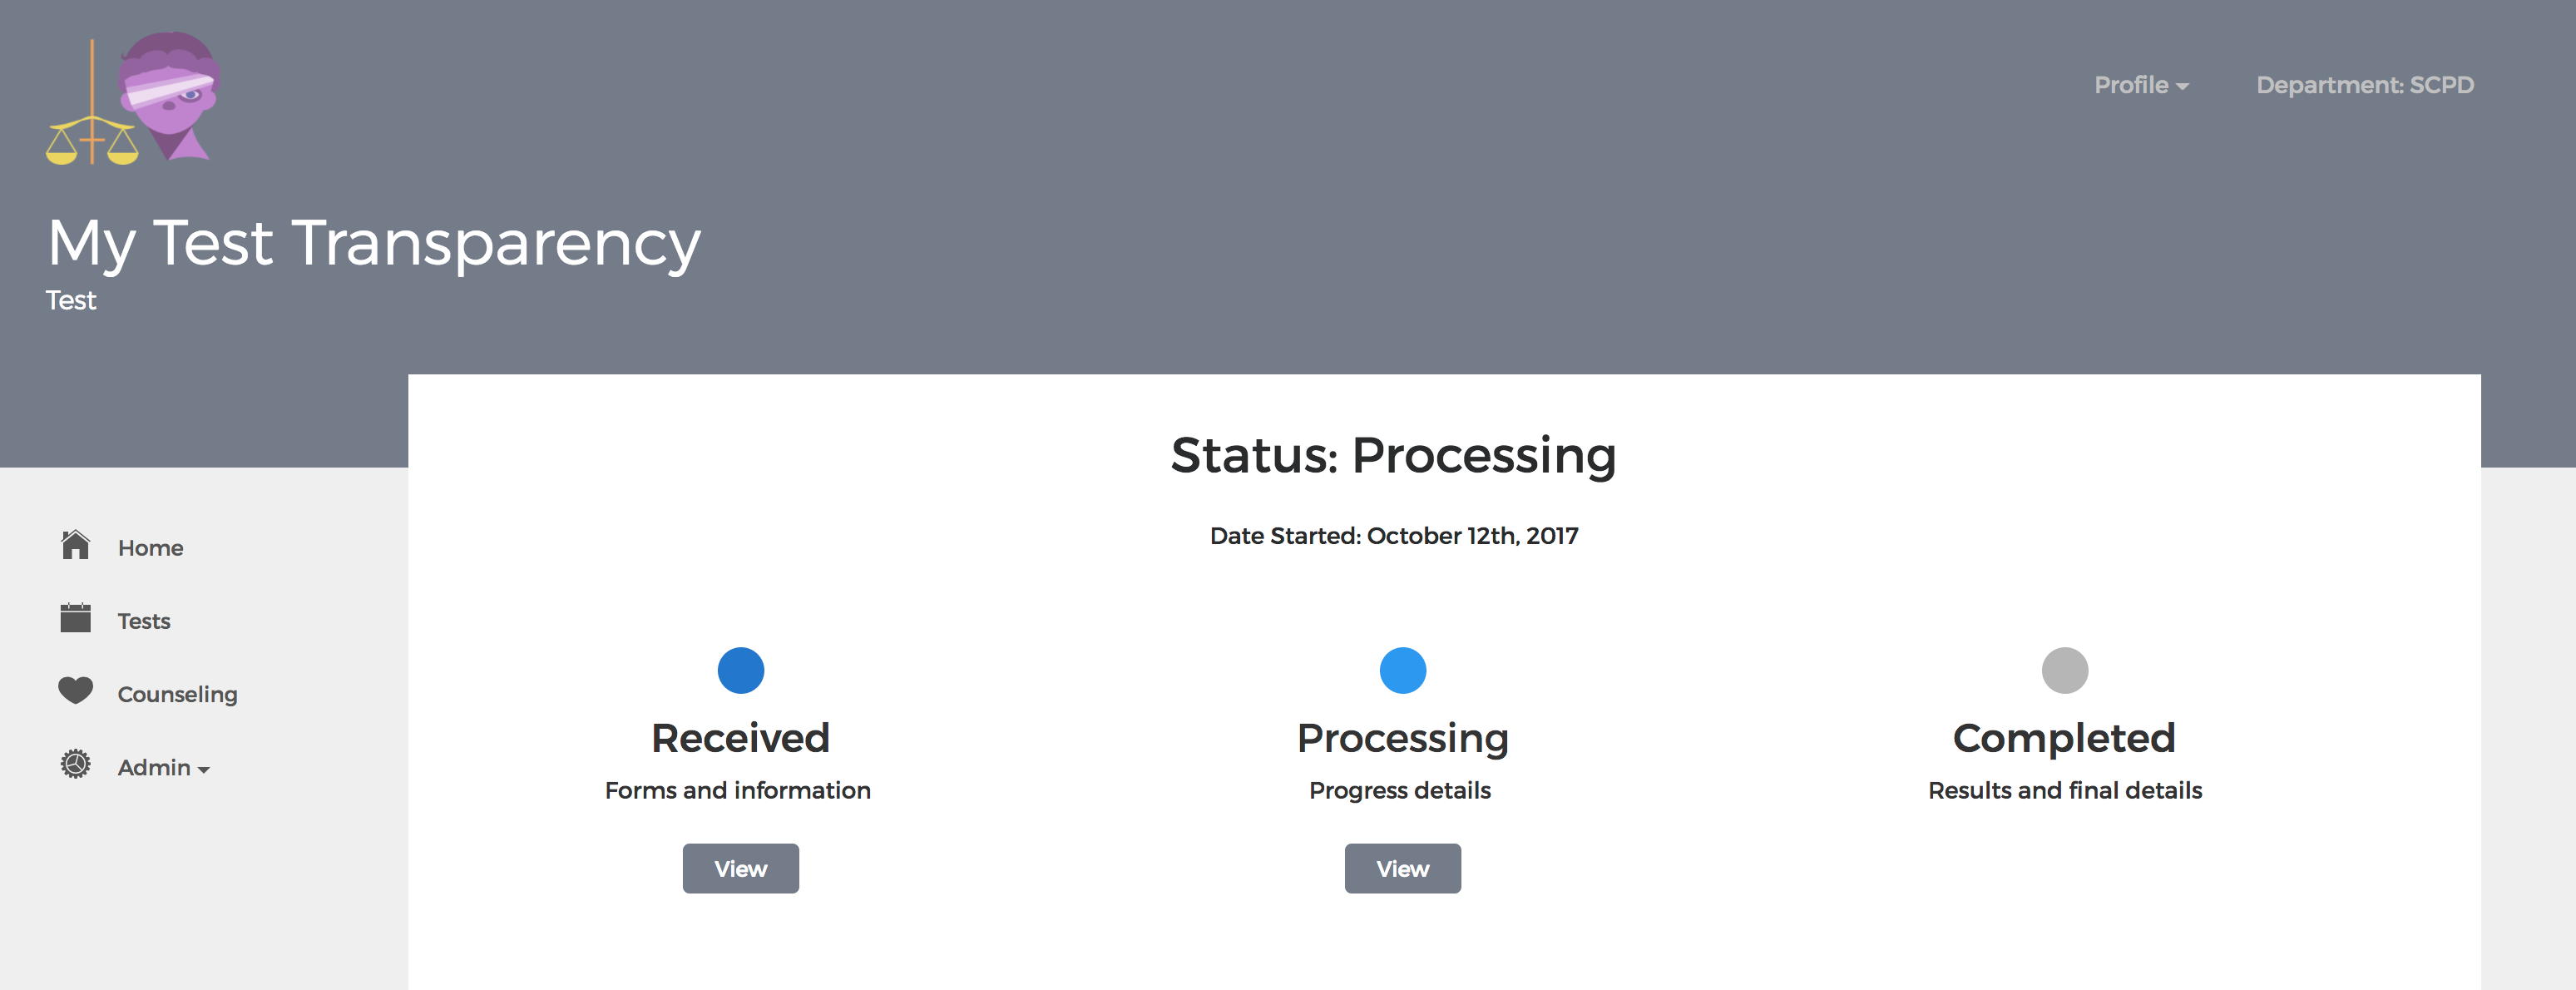 Profile
Department: SCPD
My Test Transparency
Test
Status: Processing
Date Started: October 12th, 2017
Home
Tests
Counseling
Admin
Received
Processing
Completed
Forms and information
Progress details
Results and final details
View
View